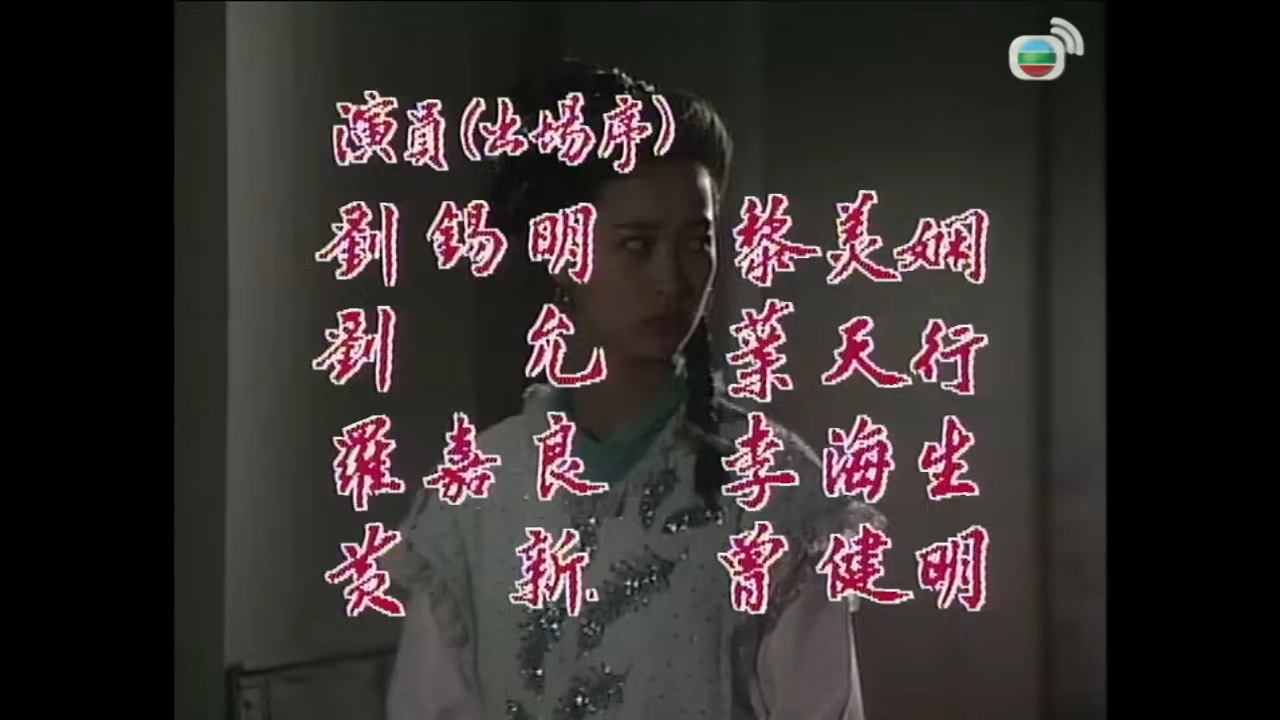 演員(出場序)
劉錫明 黎美嫻
劉允 葉天行
羅嘉良 李海生
黃新 曾健明